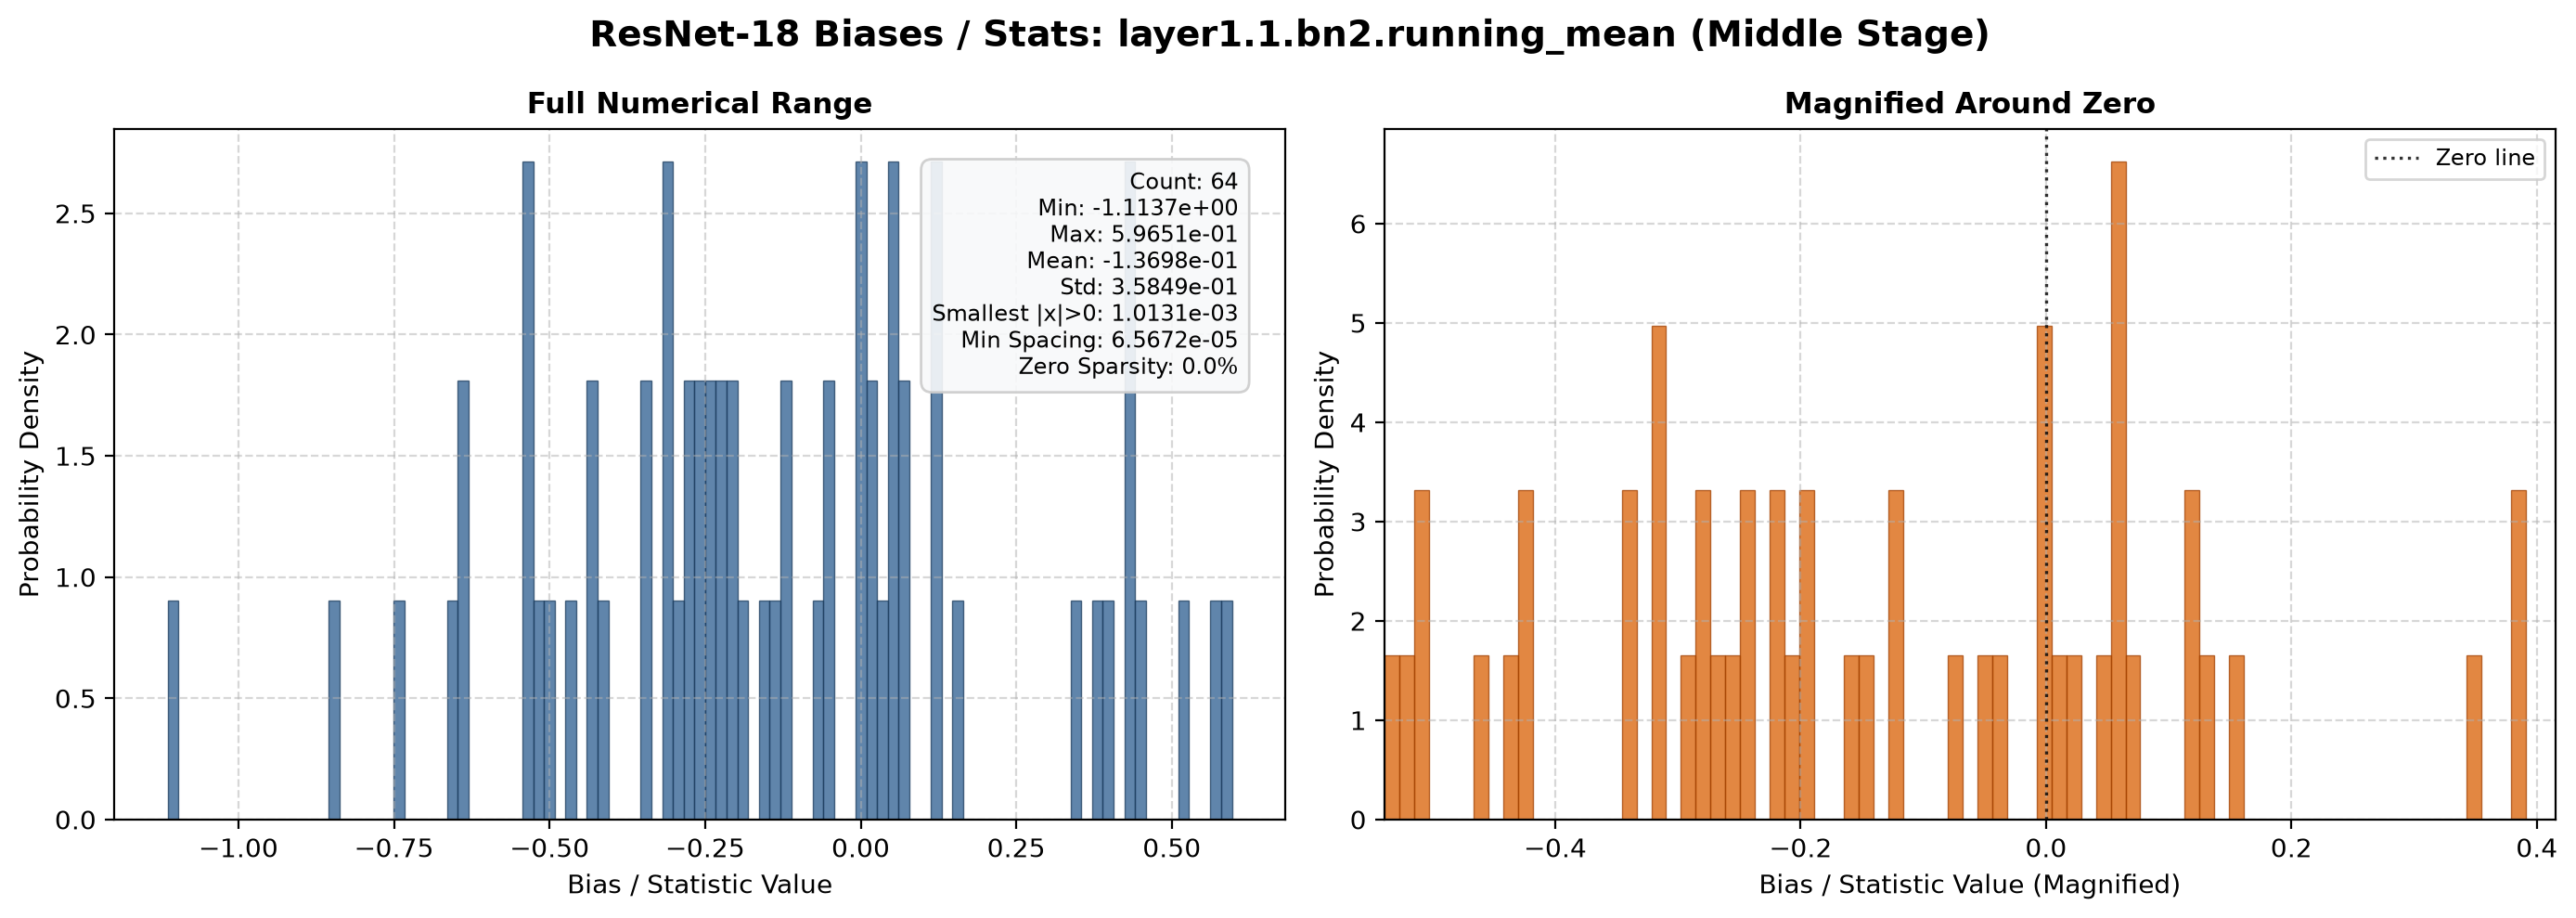 ResNet-18 Biases / Stats: layer1.1.bn2.running_mean (Middle Stage)
Full Numerical Range
Probability Density
2.5
2.0
1.5
1.0
0.5
0.0
Count: 64
Min: -1.1137e+00
Max: 5.9651e-01
Mean: -1.3698e-01
Std: 3.5849e-01
Smallest |x|>0: 1.0131e-03
Min Spacing: 6.5672e-05
Zero Sparsity: 0.0%
−1.00 −0.75 −0.50 −0.25 0.00 0.25 0.50
Bias / Statistic Value
Magnified Around Zero
Probability Density
6
5
4
3
2
1
0
Zero line
−0.4 −0.2 0.0 0.2 0.4
Bias / Statistic Value (Magnified)